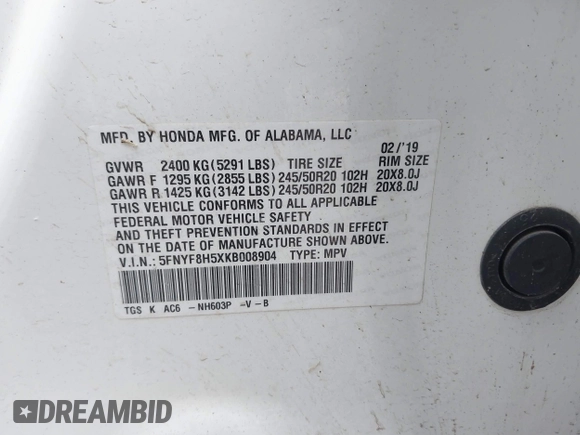 MFD. BY HONDA MFG. OF ALABAMA, LLC
02/'19
GVWR 2400 KG (5291 LBS) TIRE SIZE RIM SIZE
GAWR F 1295 KG (2855 LBS) 245/50R20 102H 20X8.0J
GAWR R 1425 KG (3142 LBS) 245/50R20 102H 20X8.0J
THIS VEHICLE CONFORMS TO ALL APPLICABLE
FEDERAL MOTOR VEHICLE SAFETY
AND THEFT PREVENTION STANDARDS IN EFFECT
ON THE DATE OF MANUFACTURE SHOWN ABOVE.
V.I.N.: 5FNYF8H5XKB008904 TYPE: MPV
TGS K AC6 -NH603P -V-B
DREAMBID